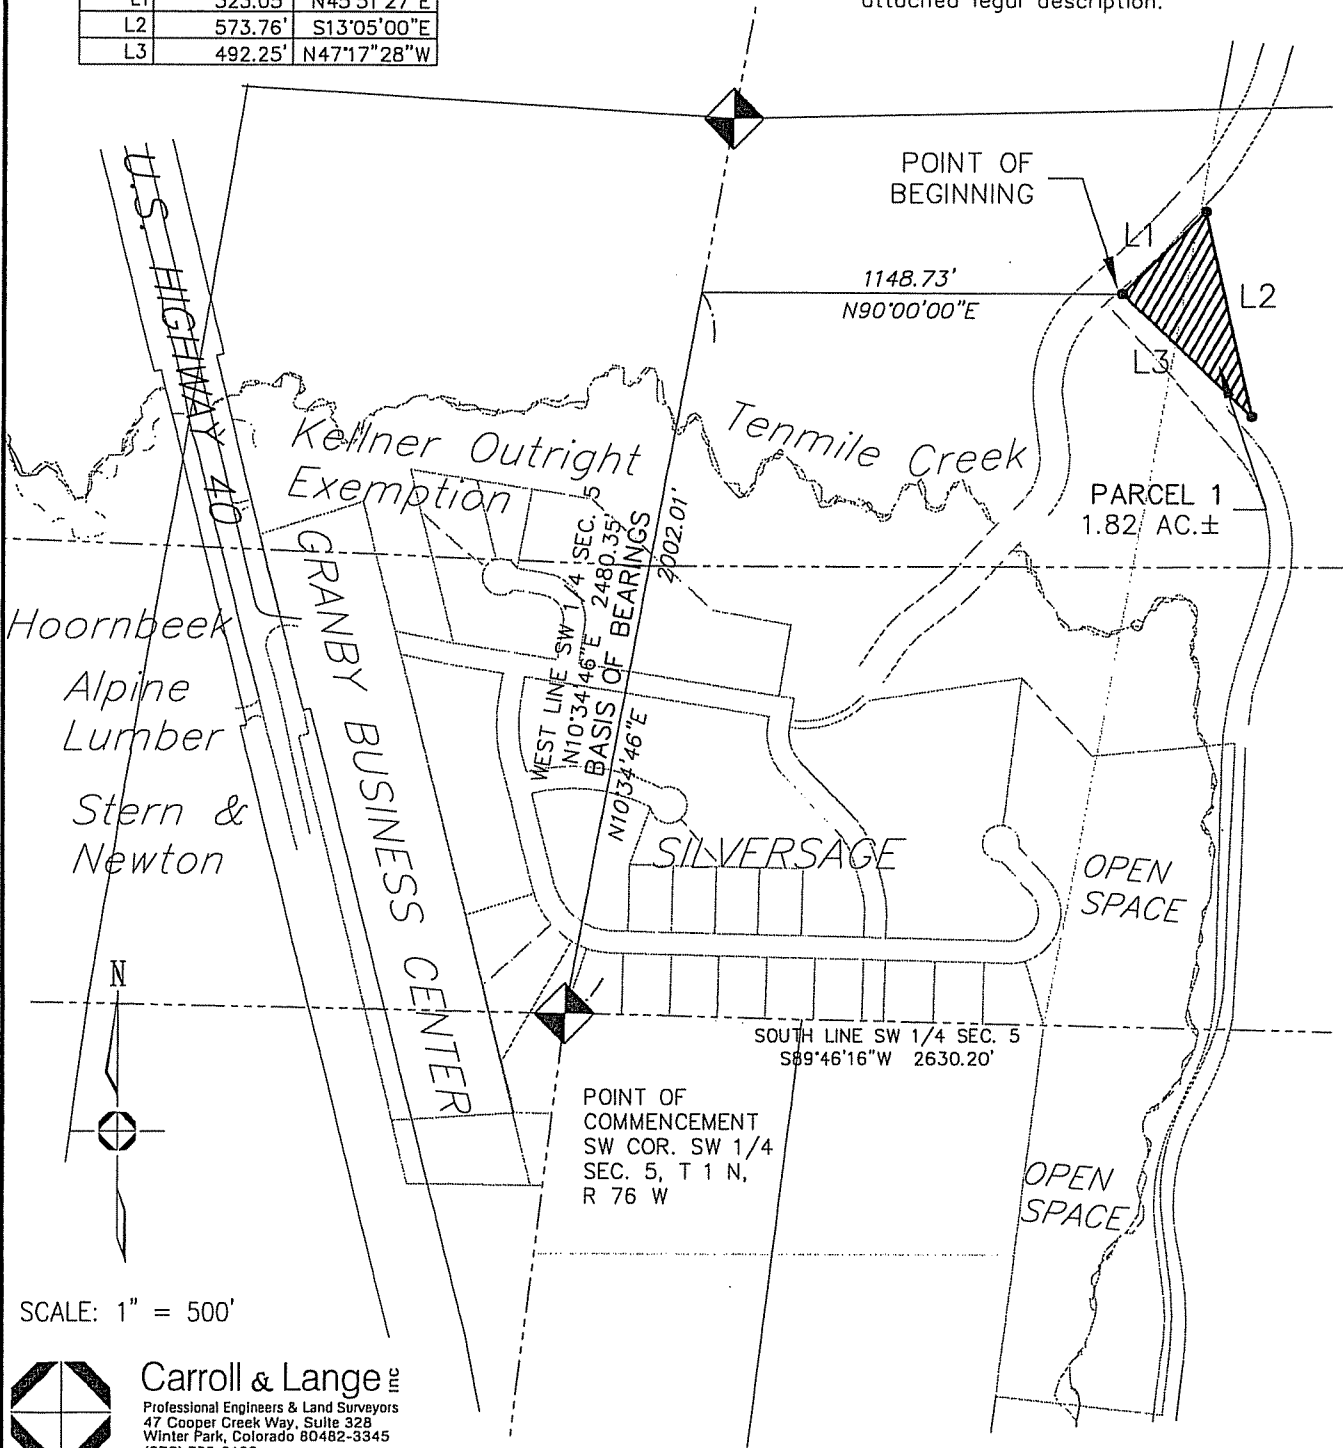 L1 323.05' N45°51'27"E
attached legal description.
L2 573.76' S13°05'00"E
L3 492.25' N47°17'28"W
U.S. HIGHWAY 40
POINT OF
BEGINNING
L1
1148.73'
N90°00'00"E
L2
L3
Kellner Outright
Exemption
Tenmile Creek
PARCEL 1
1.82 AC.±
WEST LINE SW 1/4 SEC. 5
N10°34'46"E 2480.35'
BASIS OF BEARINGS
N10°34'46"E
2002.01'
GRANBY BUSINESS CENTER
Hoornbeek
Alpine
Lumber
Stern &
Newton
SILVERSAGE
OPEN
SPACE
N
SOUTH LINE SW 1/4 SEC. 5
S89°46'16"W 2630.20'
POINT OF
COMMENCEMENT
SW COR. SW 1/4
SEC. 5, T 1 N,
R 76 W
OPEN
SPACE
SCALE: 1" = 500'
Carroll & Lange Inc
Professional Engineers & Land Surveyors
47 Cooper Creek Way, Suite 328
Winter Park, Colorado 80482-3345